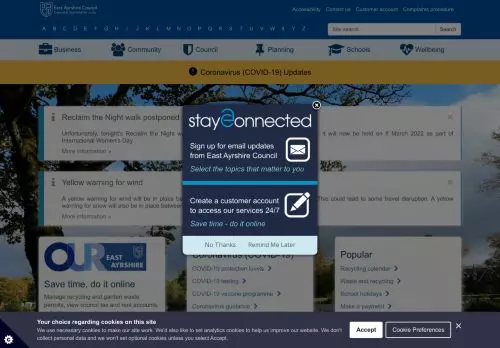 East Ayrshire Council
Accessibility Contact us Customer account Complaints procedure
A B C D E F G H I J K L M N O P Q R S T U V W X Y Z
Site search Search
Business Community Council Planning Schools Wellbeing
Coronavirus (COVID-19) Updates
Reclaim the Night walk postponed
Unfortunately, tonight's Reclaim the Night
it will now be held on 8 March 2022 as part of
International Women's Day.
More information »
Yellow warning for wind
A yellow warning for wind will be in place
This could lead to some travel disruption. A yellow
warning for snow will also be in place between
More information »
stayConnected
Sign up for email updates
from East Ayrshire Council
Select the topics that matter to you
Create a customer account
to access our services 24/7
Save time - do it online
No Thanks Remind Me Later
OUR EAST AYRSHIRE
Save time, do it online
Manage recycling and garden waste
permits, view council tax and rent accounts
Coronavirus (COVID-19)
COVID-19 protection levels
COVID-19 testing
COVID-19 vaccine programme
Coronavirus guidance
Popular
Recycling calendar
Waste and recycling
School holidays
Make a payment
Your choice regarding cookies on this site
We use necessary cookies to make our site work. We'd also like to set analytics cookies to help us improve our website. We don't
collect personal data and we won't set optional cookies unless you select Accept.
Accept Cookie Preferences